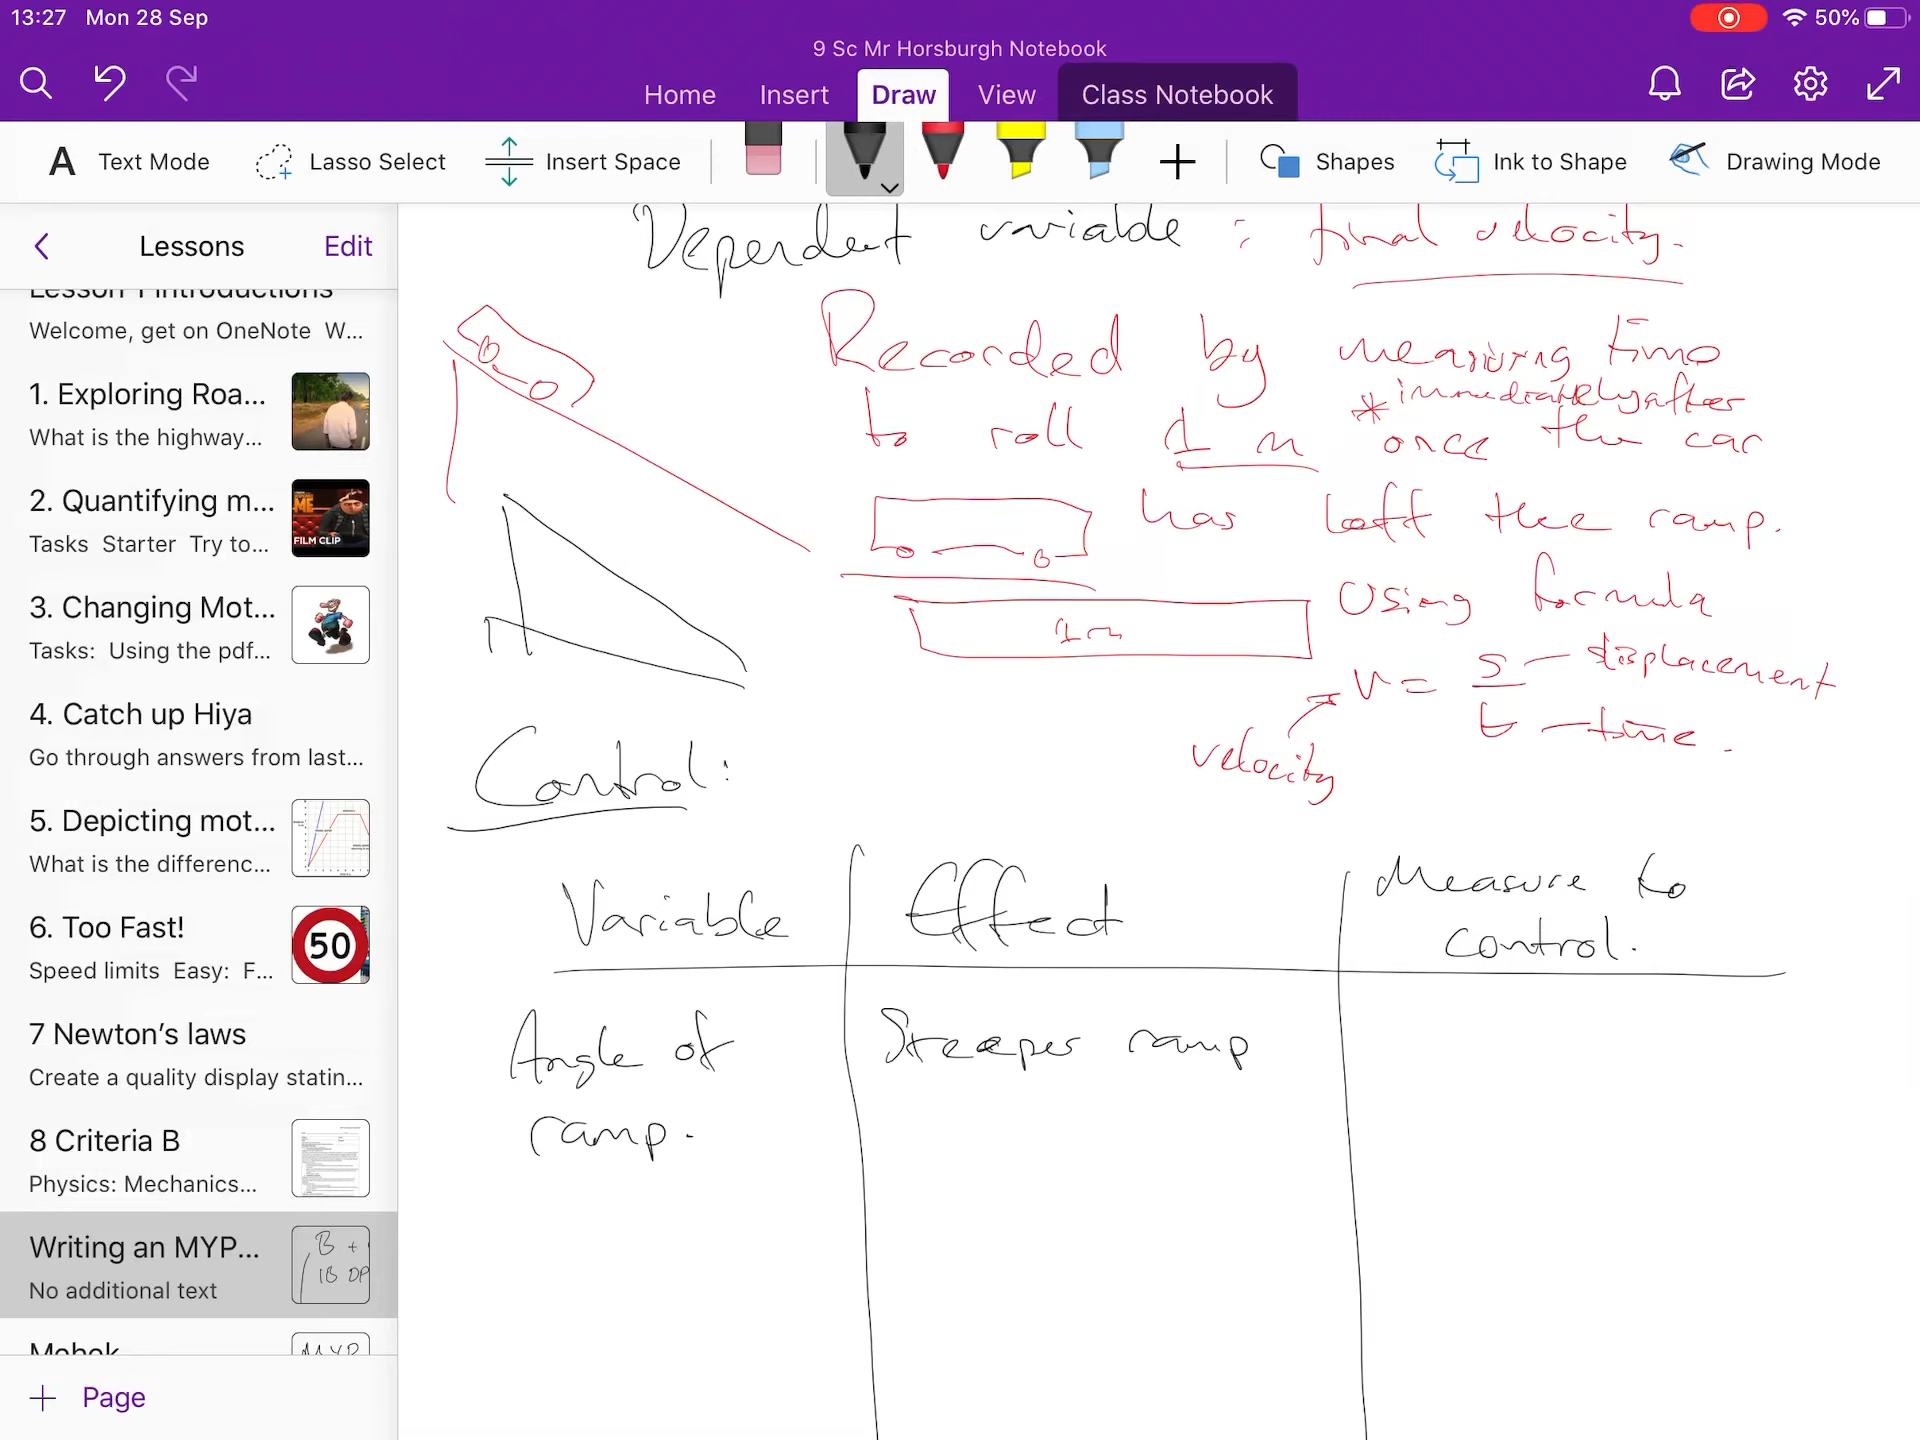 13:27 Mon 28 Sep
50%
9 Sc Mr Horsburgh Notebook
Home Insert Draw View Class Notebook
A Text Mode Lasso Select Insert Space Shapes Ink to Shape Drawing Mode
Lessons Edit
Lesson 1 Introductions
Welcome, get on OneNote W...
1. Exploring Roa...
What is the highway...
2. Quantifying m...
Tasks Starter Try to...
FILM CLIP
3. Changing Mot...
Tasks: Using the pdf...
4. Catch up Hiya
Go through answers from last...
5. Depicting mot...
What is the differenc...
6. Too Fast!
Speed limits Easy: F...
50
7 Newton's laws
Create a quality display statin...
8 Criteria B
Physics: Mechanics...
Writing an MYP...
No additional text
B +
IB DP
Mehak
MYP
+ Page
Dependent variable : final velocity.
Recorded by measuring time
* immediately after
to roll 1 m once the car
has left the ramp.
1m
Using formula
v = s/t
displacement
time.
velocity
Control:
Variable Effect Measure to
control.
Angle of Steeper ramp
ramp.